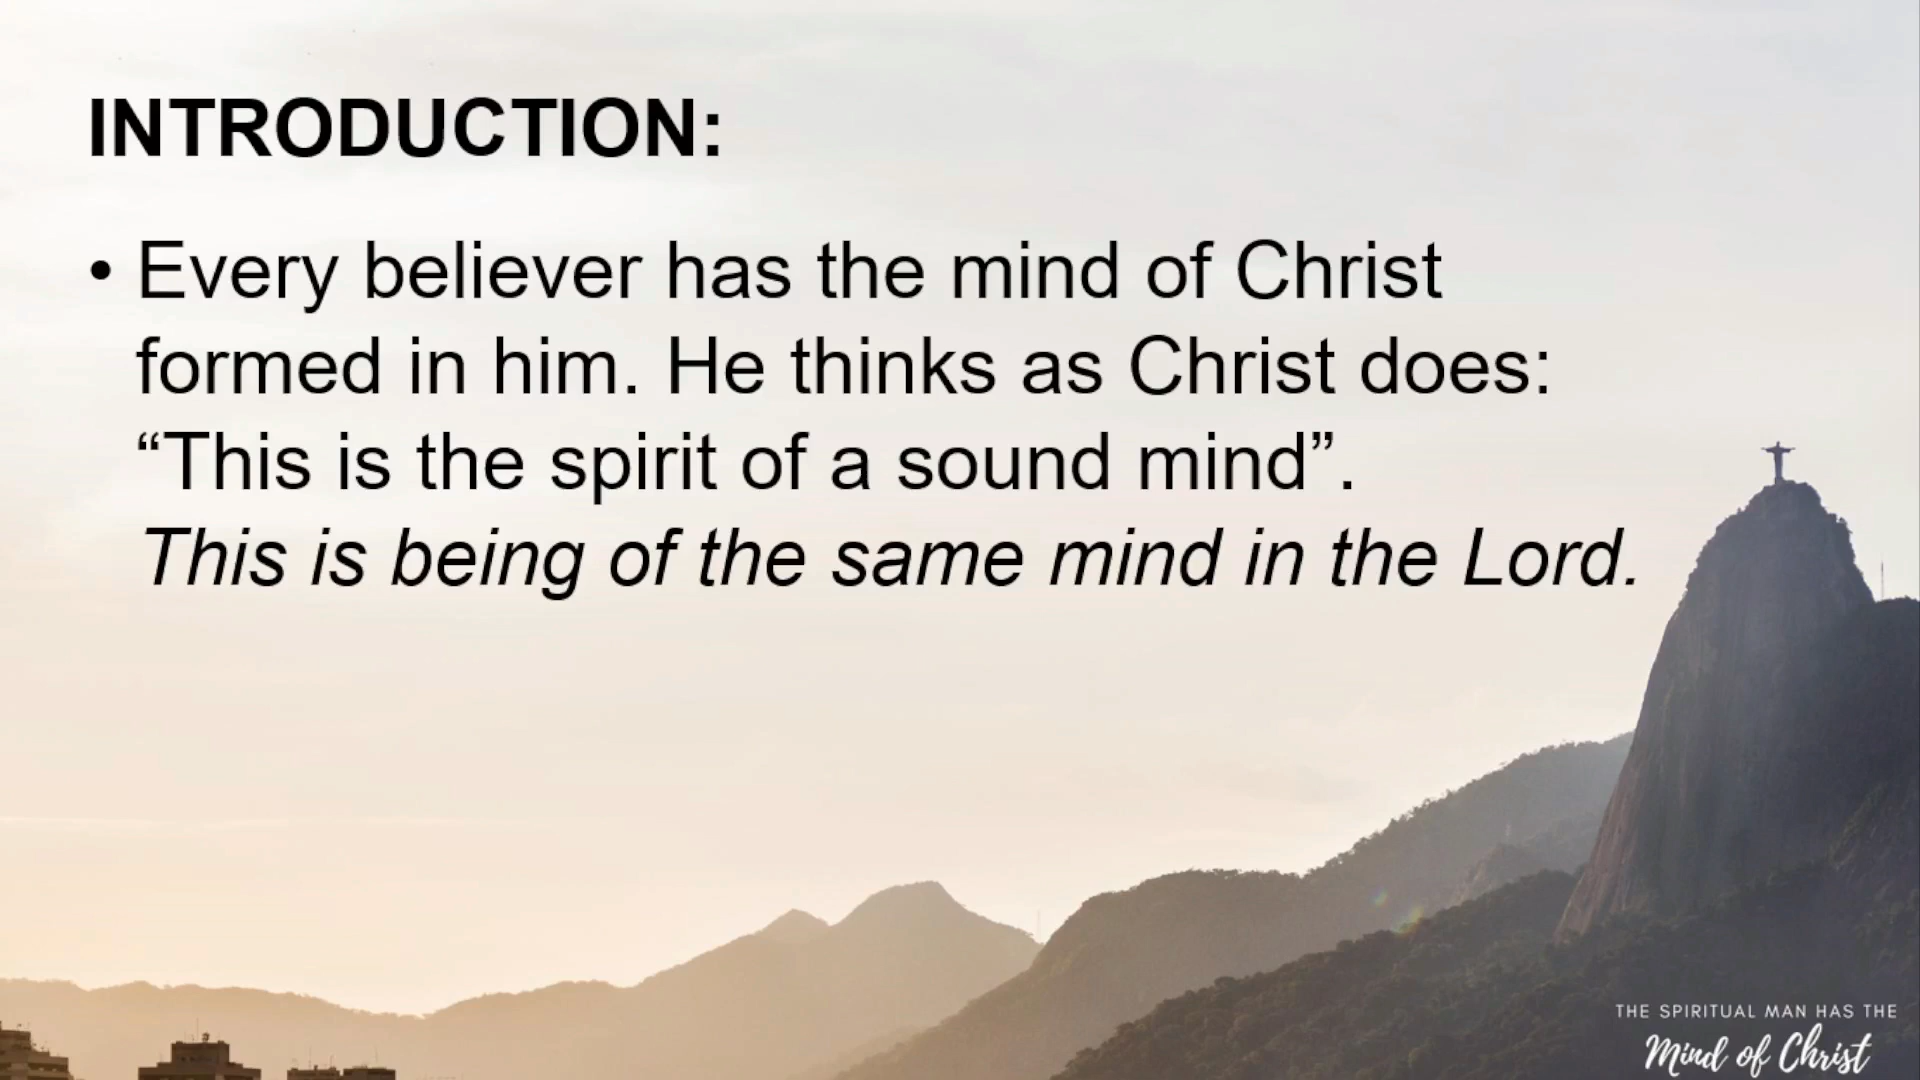 INTRODUCTION:
• Every believer has the mind of Christ
formed in him. He thinks as Christ does:
“This is the spirit of a sound mind”.
This is being of the same mind in the Lord.
THE SPIRITUAL MAN HAS THE
Mind of Christ